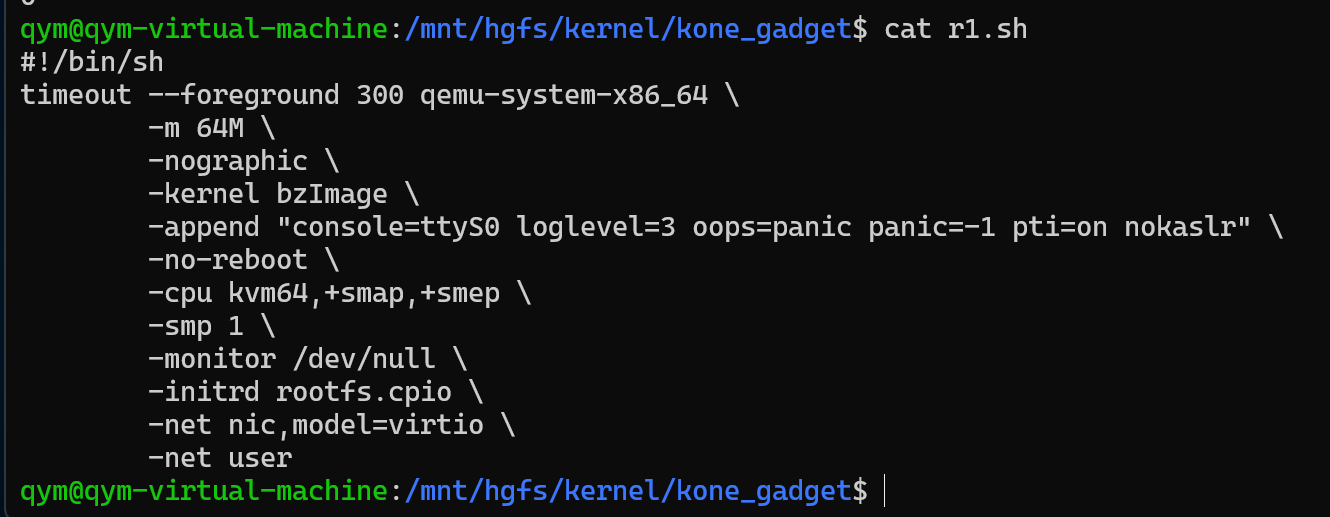 qym@qym-virtual-machine:/mnt/hgfs/kernel/kone_gadget$ cat r1.sh
#!/bin/sh
timeout --foreground 300 qemu-system-x86_64 \
        -m 64M \
        -nographic \
        -kernel bzImage \
        -append "console=ttyS0 loglevel=3 oops=panic panic=-1 pti=on nokaslr" \
        -no-reboot \
        -cpu kvm64,+smap,+smep \
        -smp 1 \
        -monitor /dev/null \
        -initrd rootfs.cpio \
        -net nic,model=virtio \
        -net user
qym@qym-virtual-machine:/mnt/hgfs/kernel/kone_gadget$